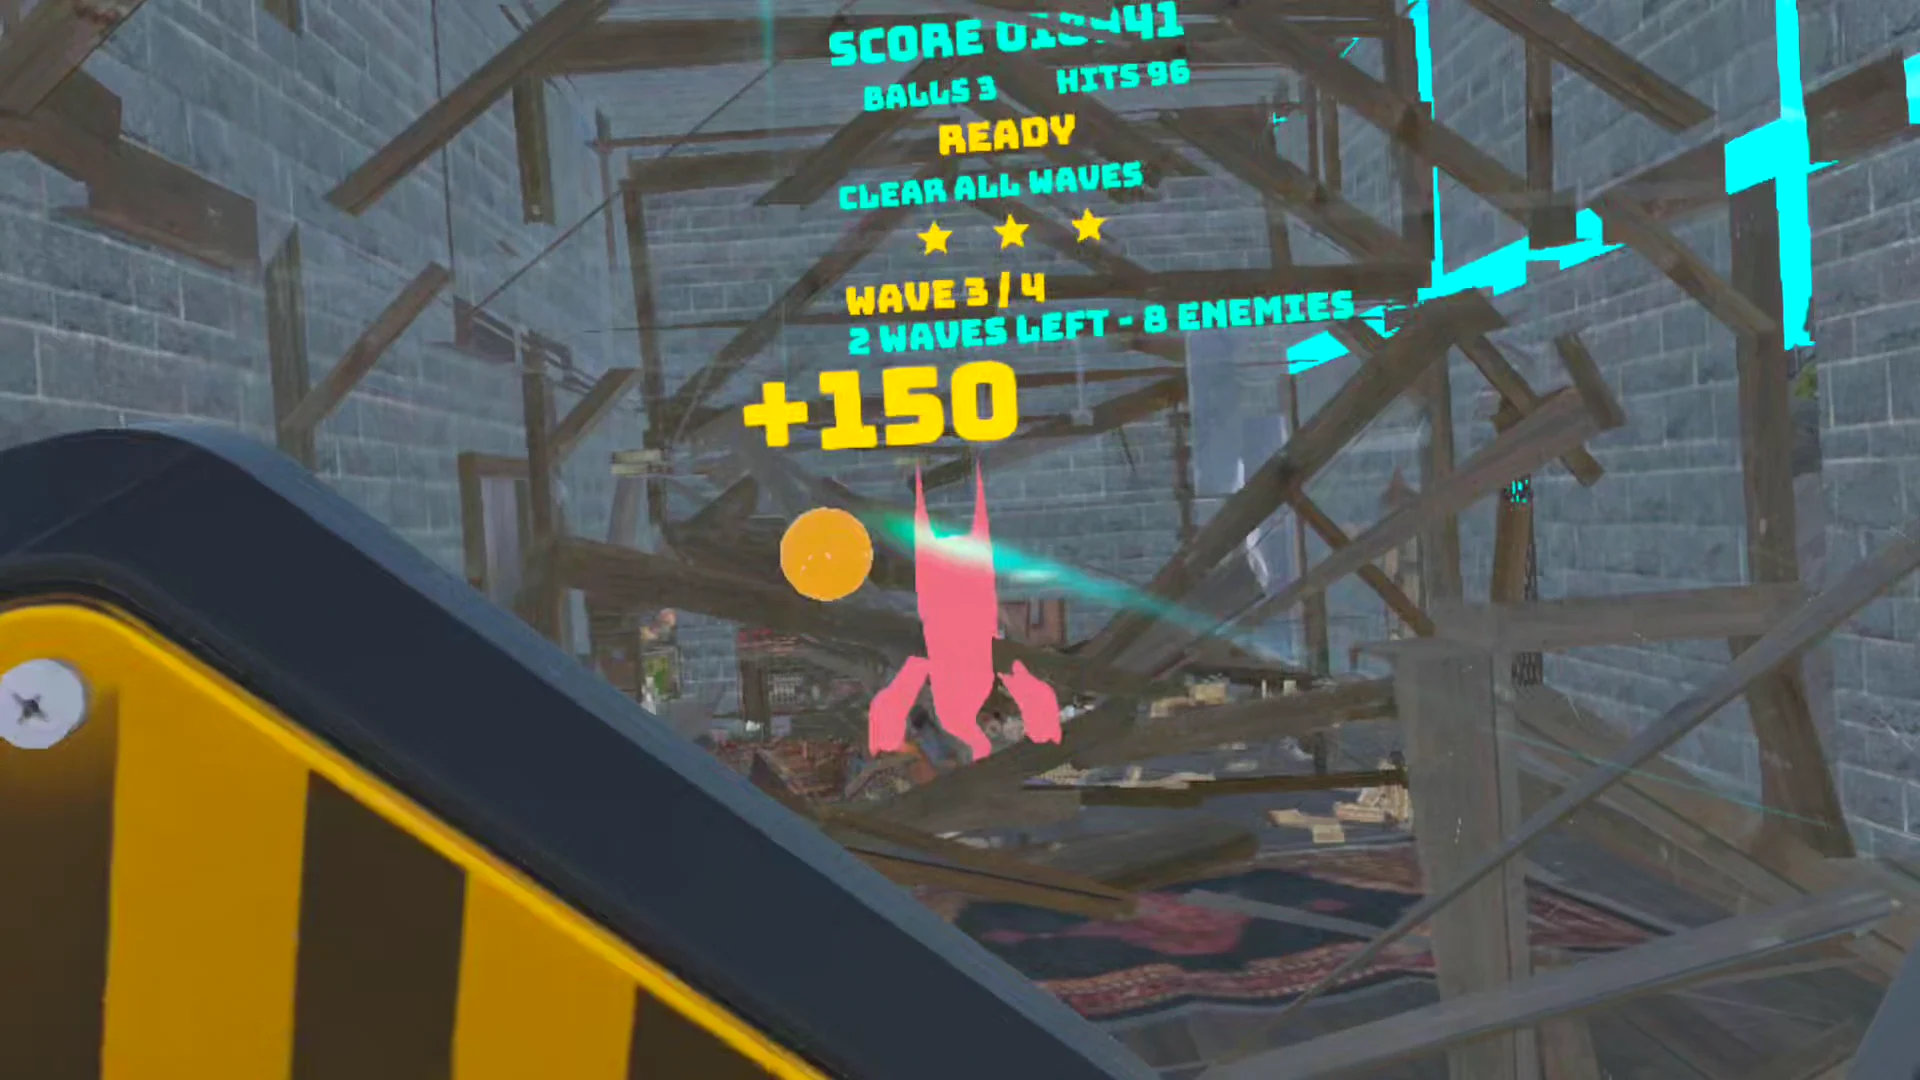 SCORE
BALLS 3 HITS 96
READY
CLEAR ALL WAVES
WAVE 3 / 4
2 WAVES LEFT - 8 ENEMIES
+150